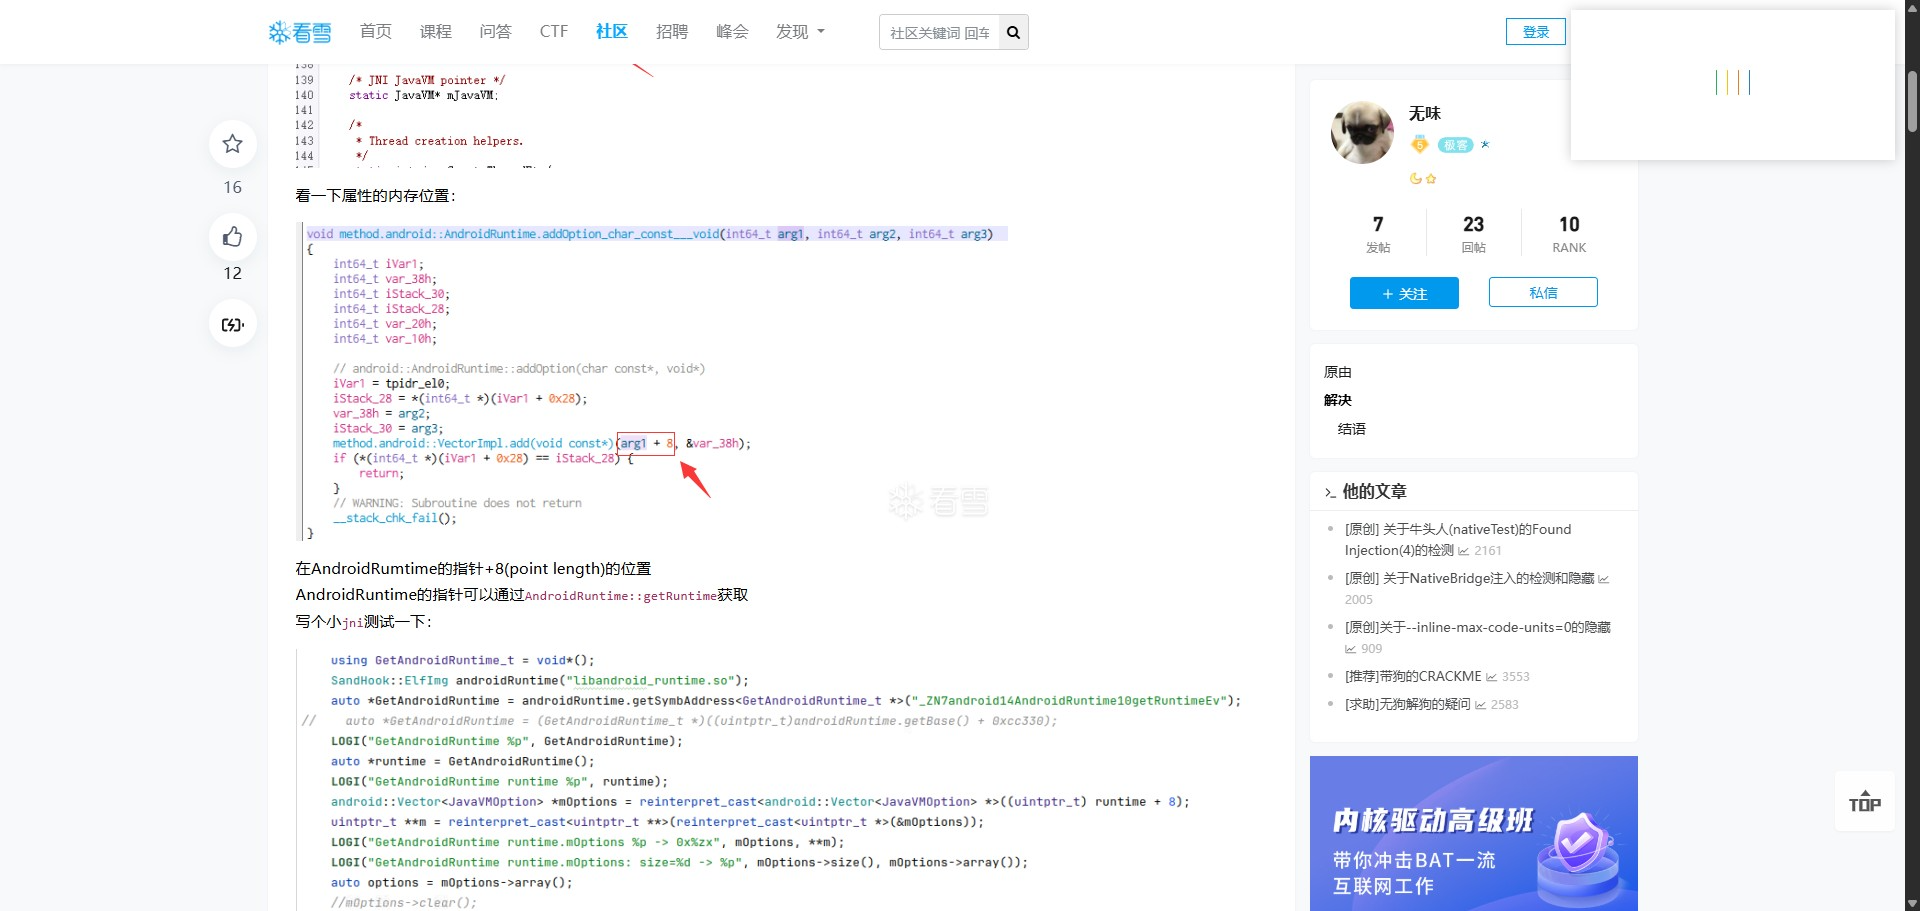 看雪
首页 课程 问答 CTF 社区 招聘 峰会 发现
社区关键词 回车
登录
139 /* JNI JavaVM pointer */
140 static JavaVM* mJavaVM;
141
142 /*
143 * Thread creation helpers.
144 */
16
12
看一下属性的内存位置：
void method.android::AndroidRuntime.addOption_char_const___void(int64_t arg1, int64_t arg2, int64_t arg3)
{
int64_t iVar1;
int64_t var_38h;
int64_t iStack_30;
int64_t iStack_28;
int64_t var_20h;
int64_t var_10h;
// android::AndroidRuntime::addOption(char const*, void*)
iVar1 = tpidr_el0;
iStack_28 = *(int64_t *)(iVar1 + 0x28);
var_38h = arg2;
iStack_30 = arg3;
method.android::VectorImpl.add(void const*)(arg1 + 8, &var_38h);
if (*(int64_t *)(iVar1 + 0x28) == iStack_28) {
return;
}
// WARNING: Subroutine does not return
__stack_chk_fail();
}
看雪
在AndroidRumtime的指针+8(point length)的位置
AndroidRuntime的指针可以通过AndroidRuntime::getRuntime获取
写个小jni测试一下：
using GetAndroidRuntime_t = void*();
SandHook::ElfImg androidRuntime("libandroid_runtime.so");
auto *GetAndroidRuntime = androidRuntime.getSymbAddress<GetAndroidRuntime_t *>("_ZN7android14AndroidRuntime10getRuntimeEv");
// auto *GetAndroidRuntime = (GetAndroidRuntime_t *)((uintptr_t)androidRuntime.getBase() + 0xcc330);
LOGI("GetAndroidRuntime %p", GetAndroidRuntime);
auto *runtime = GetAndroidRuntime();
LOGI("GetAndroidRuntime runtime %p", runtime);
android::Vector<JavaVMOption> *mOptions = reinterpret_cast<android::Vector<JavaVMOption> *>((uintptr_t) runtime + 8);
uintptr_t **m = reinterpret_cast<uintptr_t **>(reinterpret_cast<uintptr_t *>(&mOptions));
LOGI("GetAndroidRuntime runtime.mOptions %p -> 0x%zx", mOptions, **m);
LOGI("GetAndroidRuntime runtime.mOptions: size=%d -> %p", mOptions->size(), mOptions->array());
auto options = mOptions->array();
//mOptions->clear();
无味
6 极客
7 23 10
发帖 回帖 RANK
+ 关注 私信
原由
解决
结语
>_ 他的文章
[原创] 关于牛头人(nativeTest)的Found
Injection(4)的检测 2161
[原创] 关于NativeBridge注入的检测和隐藏
2005
[原创]关于--inline-max-code-units=0的隐藏
909
[推荐]带狗的CRACKME 3553
[求助]无狗解狗的疑问 2583
内核驱动高级班
带你冲击BAT一流
互联网工作
TOP